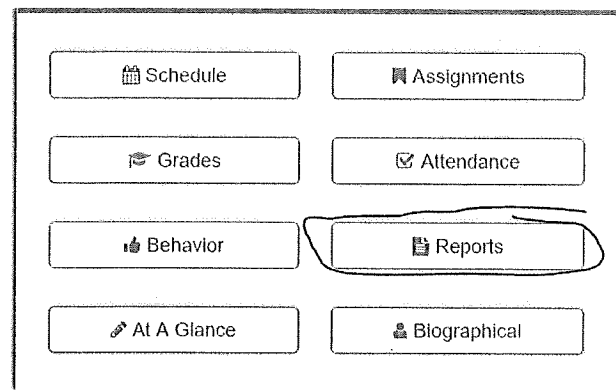 Schedule
Assignments
Grades
Attendance
Behavior
Reports
At A Glance
Biographical